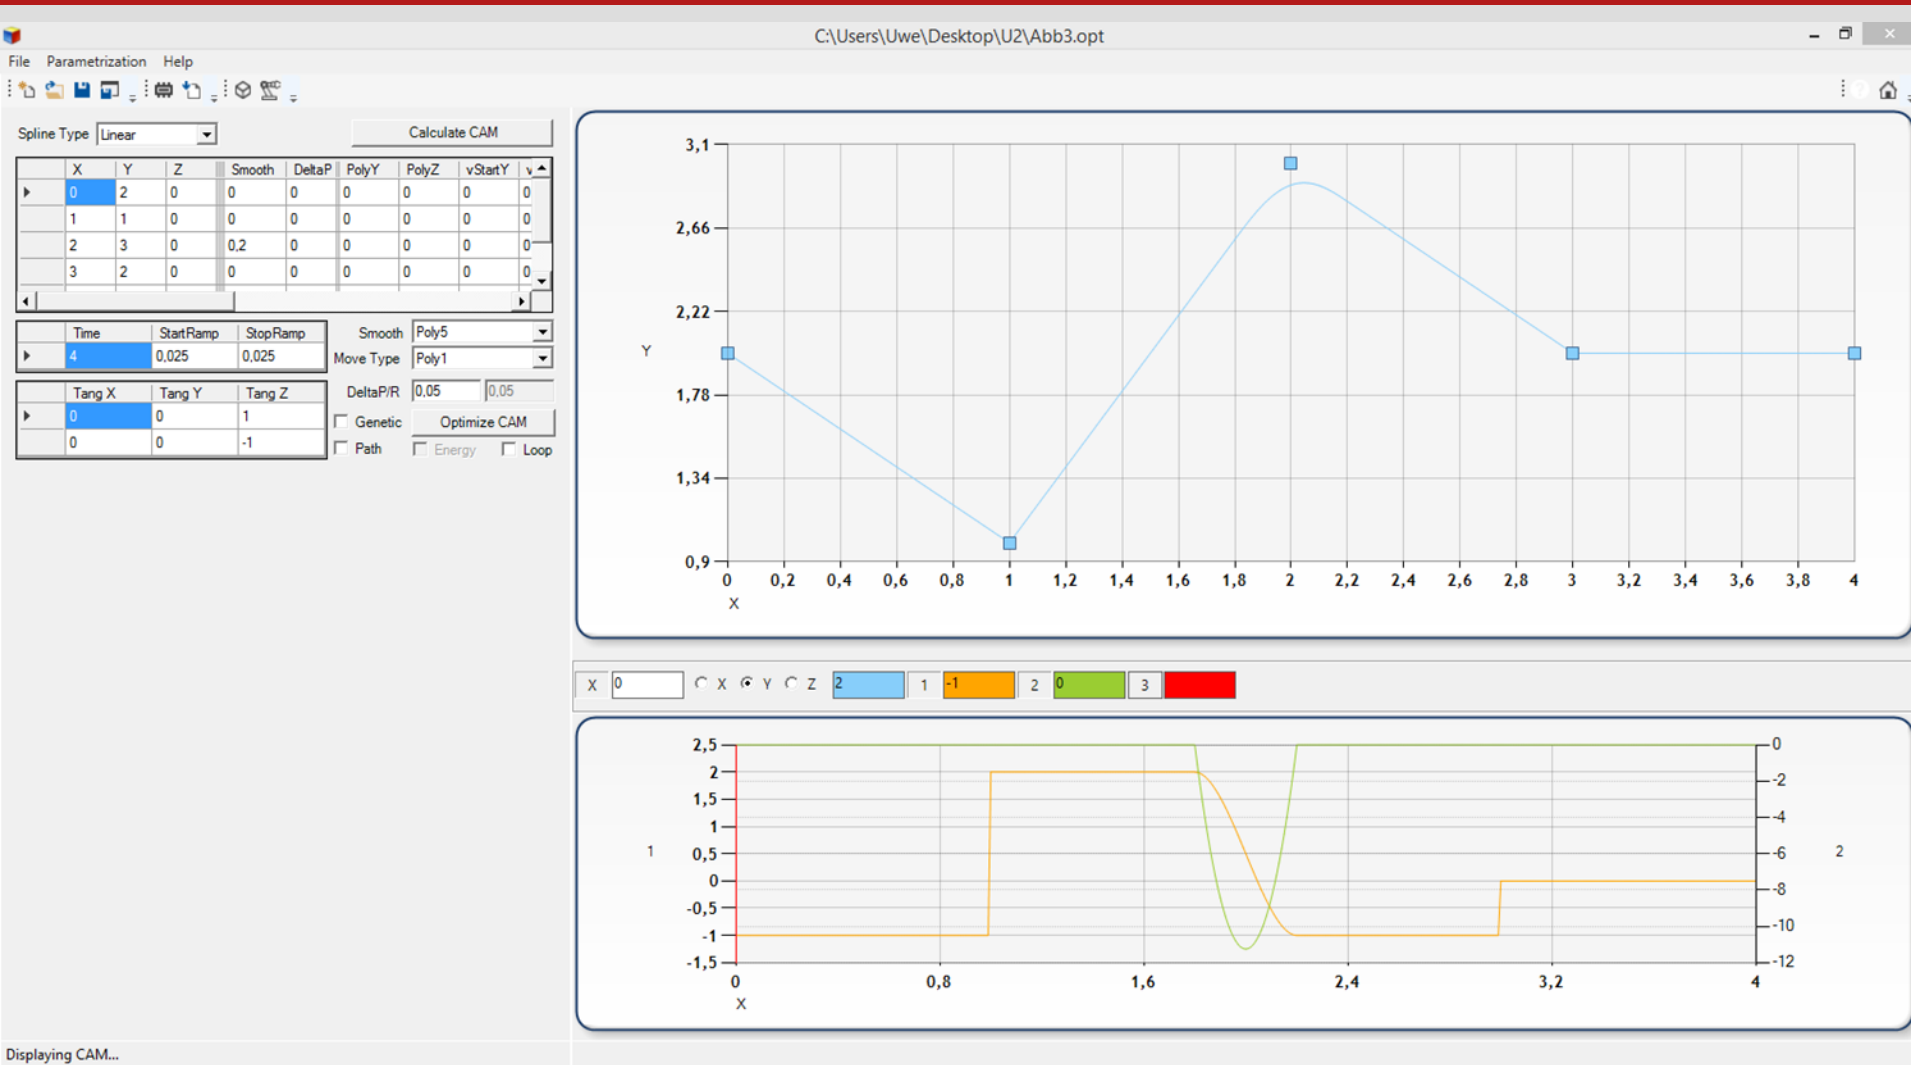 C:\Users\Uwe\Desktop\U2\Abb3.opt
File Parametrization Help
Spline Type Linear Calculate CAM
X Y Z Smooth DeltaP PolyY PolyZ vStartY v
0 2 0 0 0 0 0 0 0
1 1 0 0 0 0 0 0 0
2 3 0 0,2 0 0 0 0 0
3 2 0 0 0 0 0 0 0
Time StartRamp StopRamp Smooth Poly5
4 0,025 0,025 Move Type Poly1
Tang X Tang Y Tang Z DeltaP/R 0,05 0,05
0 0 1 Genetic Optimize CAM
0 0 -1 Path Energy Loop
3,1
2,66
2,22
Y
1,78
1,34
0,9
0 0,2 0,4 0,6 0,8 1 1,2 1,4 1,6 1,8 2 2,2 2,4 2,6 2,8 3 3,2 3,4 3,6 3,8 4
X
X 0 X Y Z 2 1 -1 2 0 3
2,5 0
2 -2
1,5
1 -4
1 0,5 -6 2
0 -8
-0,5
-1 -10
-1,5 -12
0 0,8 1,6 2,4 3,2 4
X
Displaying CAM...